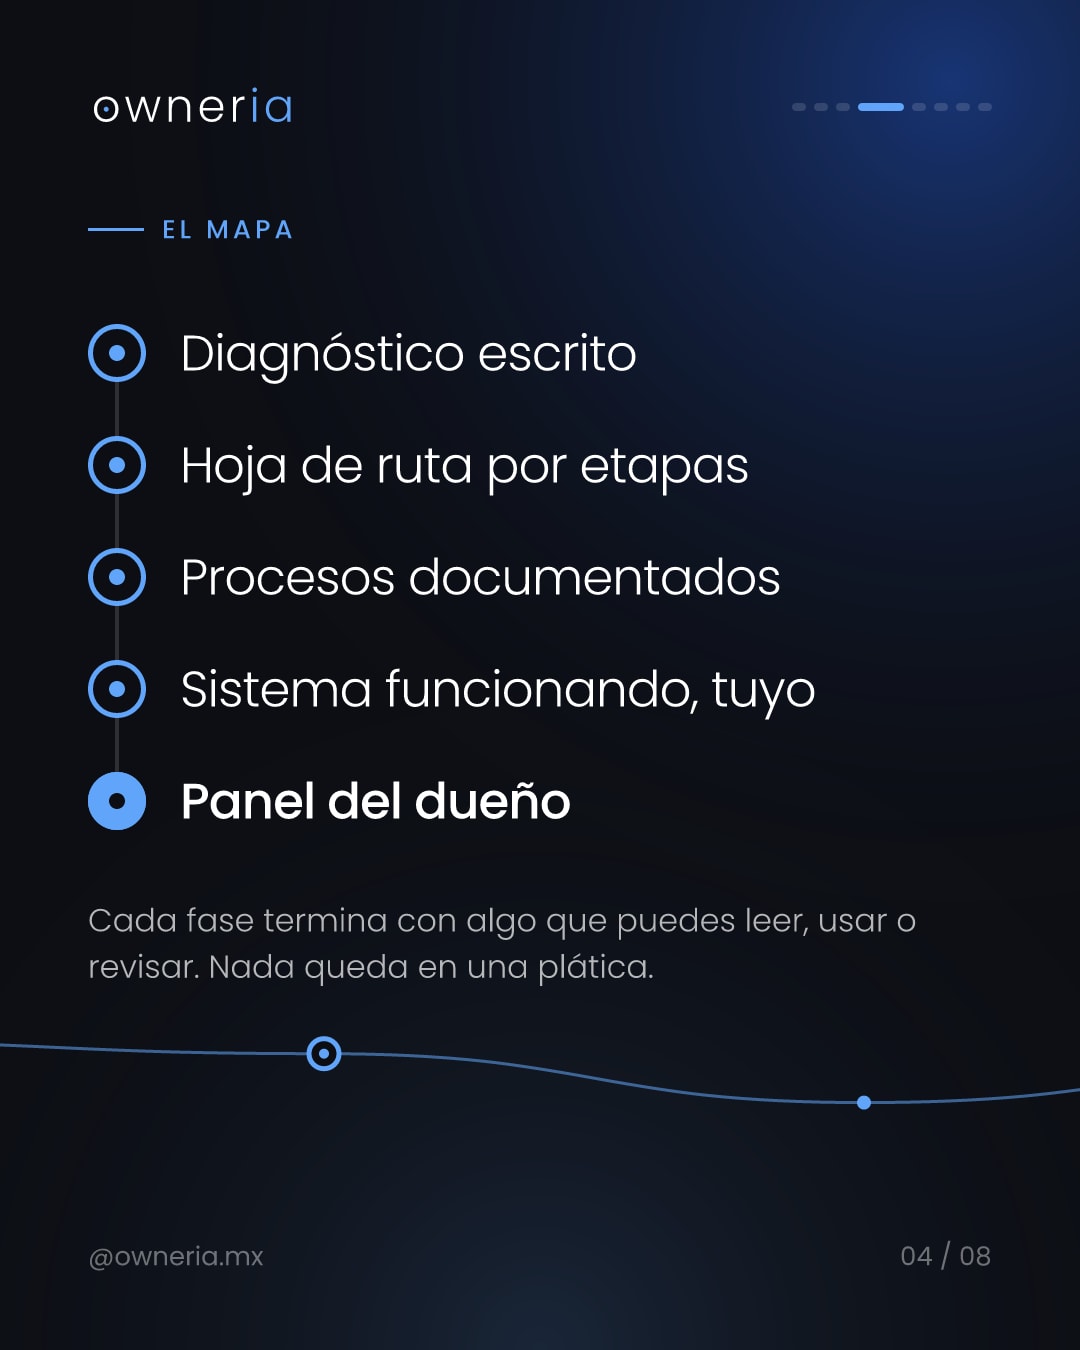 owneria
EL MAPA
Diagnóstico escrito
Hoja de ruta por etapas
Procesos documentados
Sistema funcionando, tuyo
Panel del dueño
Cada fase termina con algo que puedes leer, usar o
revisar. Nada queda en una plática.
@owneria.mx
04 / 08